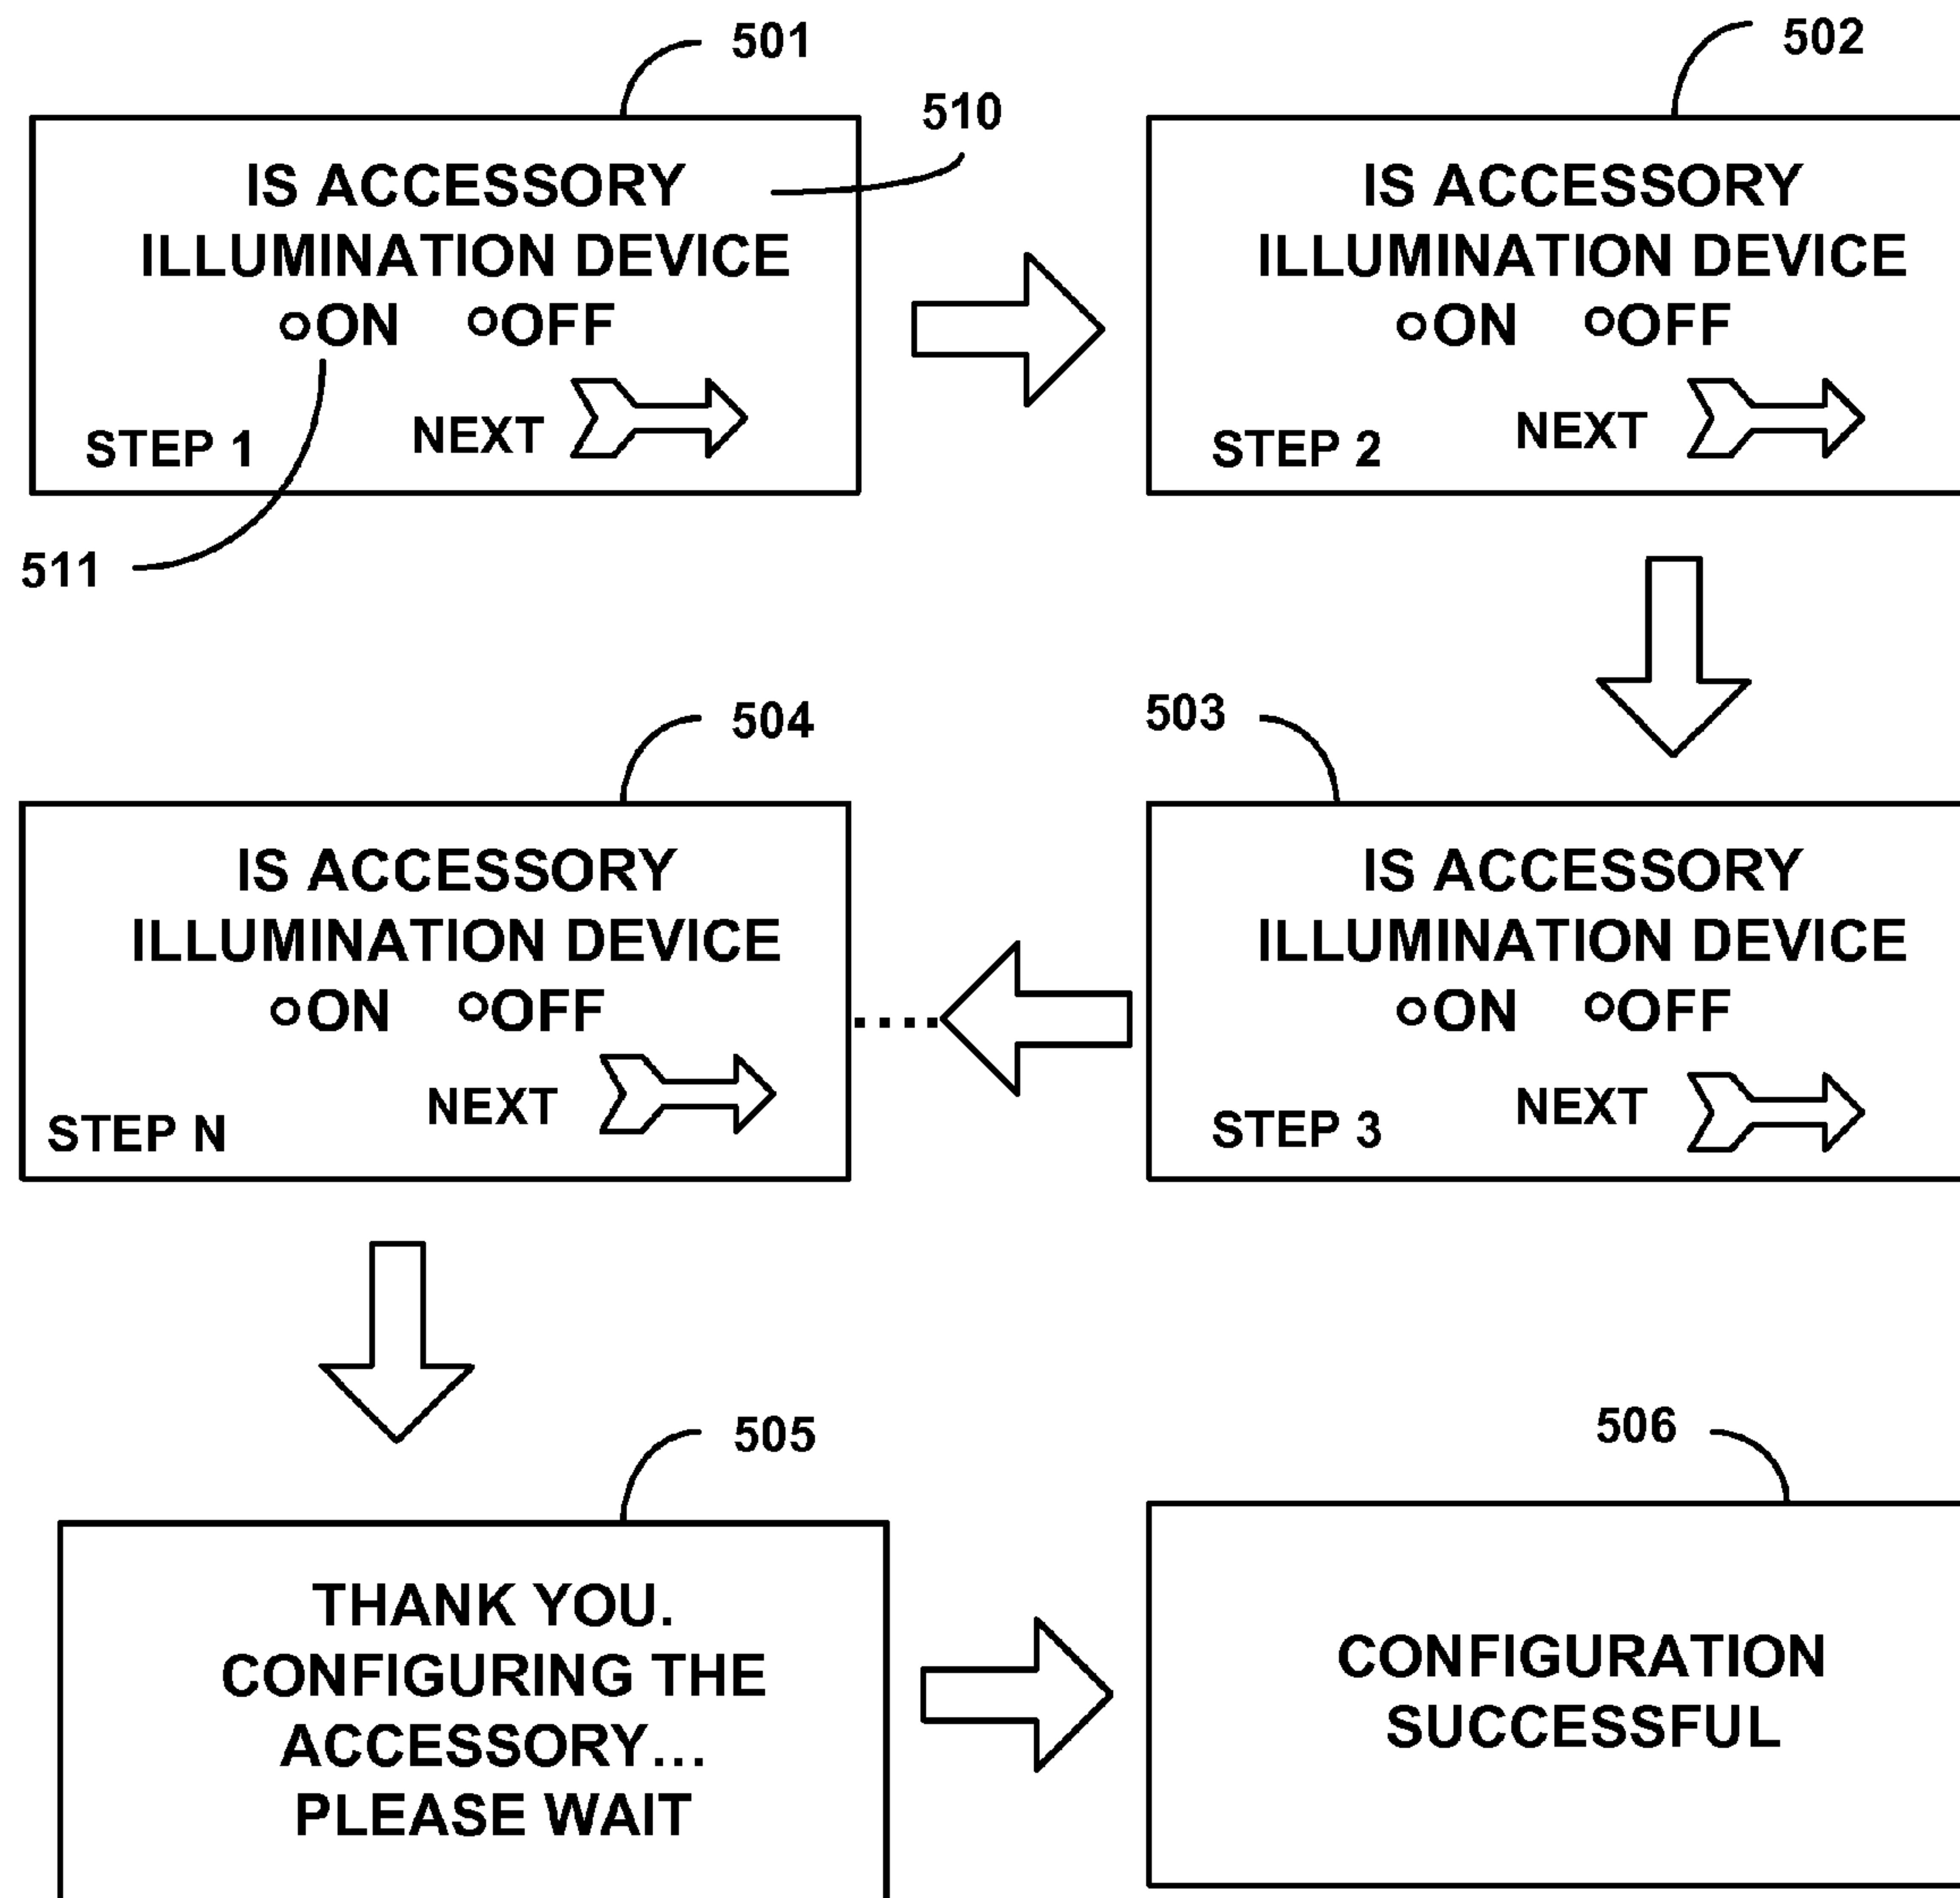 501
502
510
IS ACCESSORY
ILLUMINATION DEVICE
ON OFF
STEP 1 NEXT
511
IS ACCESSORY
ILLUMINATION DEVICE
ON OFF
STEP 2 NEXT
504
503
IS ACCESSORY
ILLUMINATION DEVICE
ON OFF
STEP N NEXT
IS ACCESSORY
ILLUMINATION DEVICE
ON OFF
STEP 3 NEXT
505
506
THANK YOU.
CONFIGURING THE
ACCESSORY...
PLEASE WAIT
CONFIGURATION
SUCCESSFUL